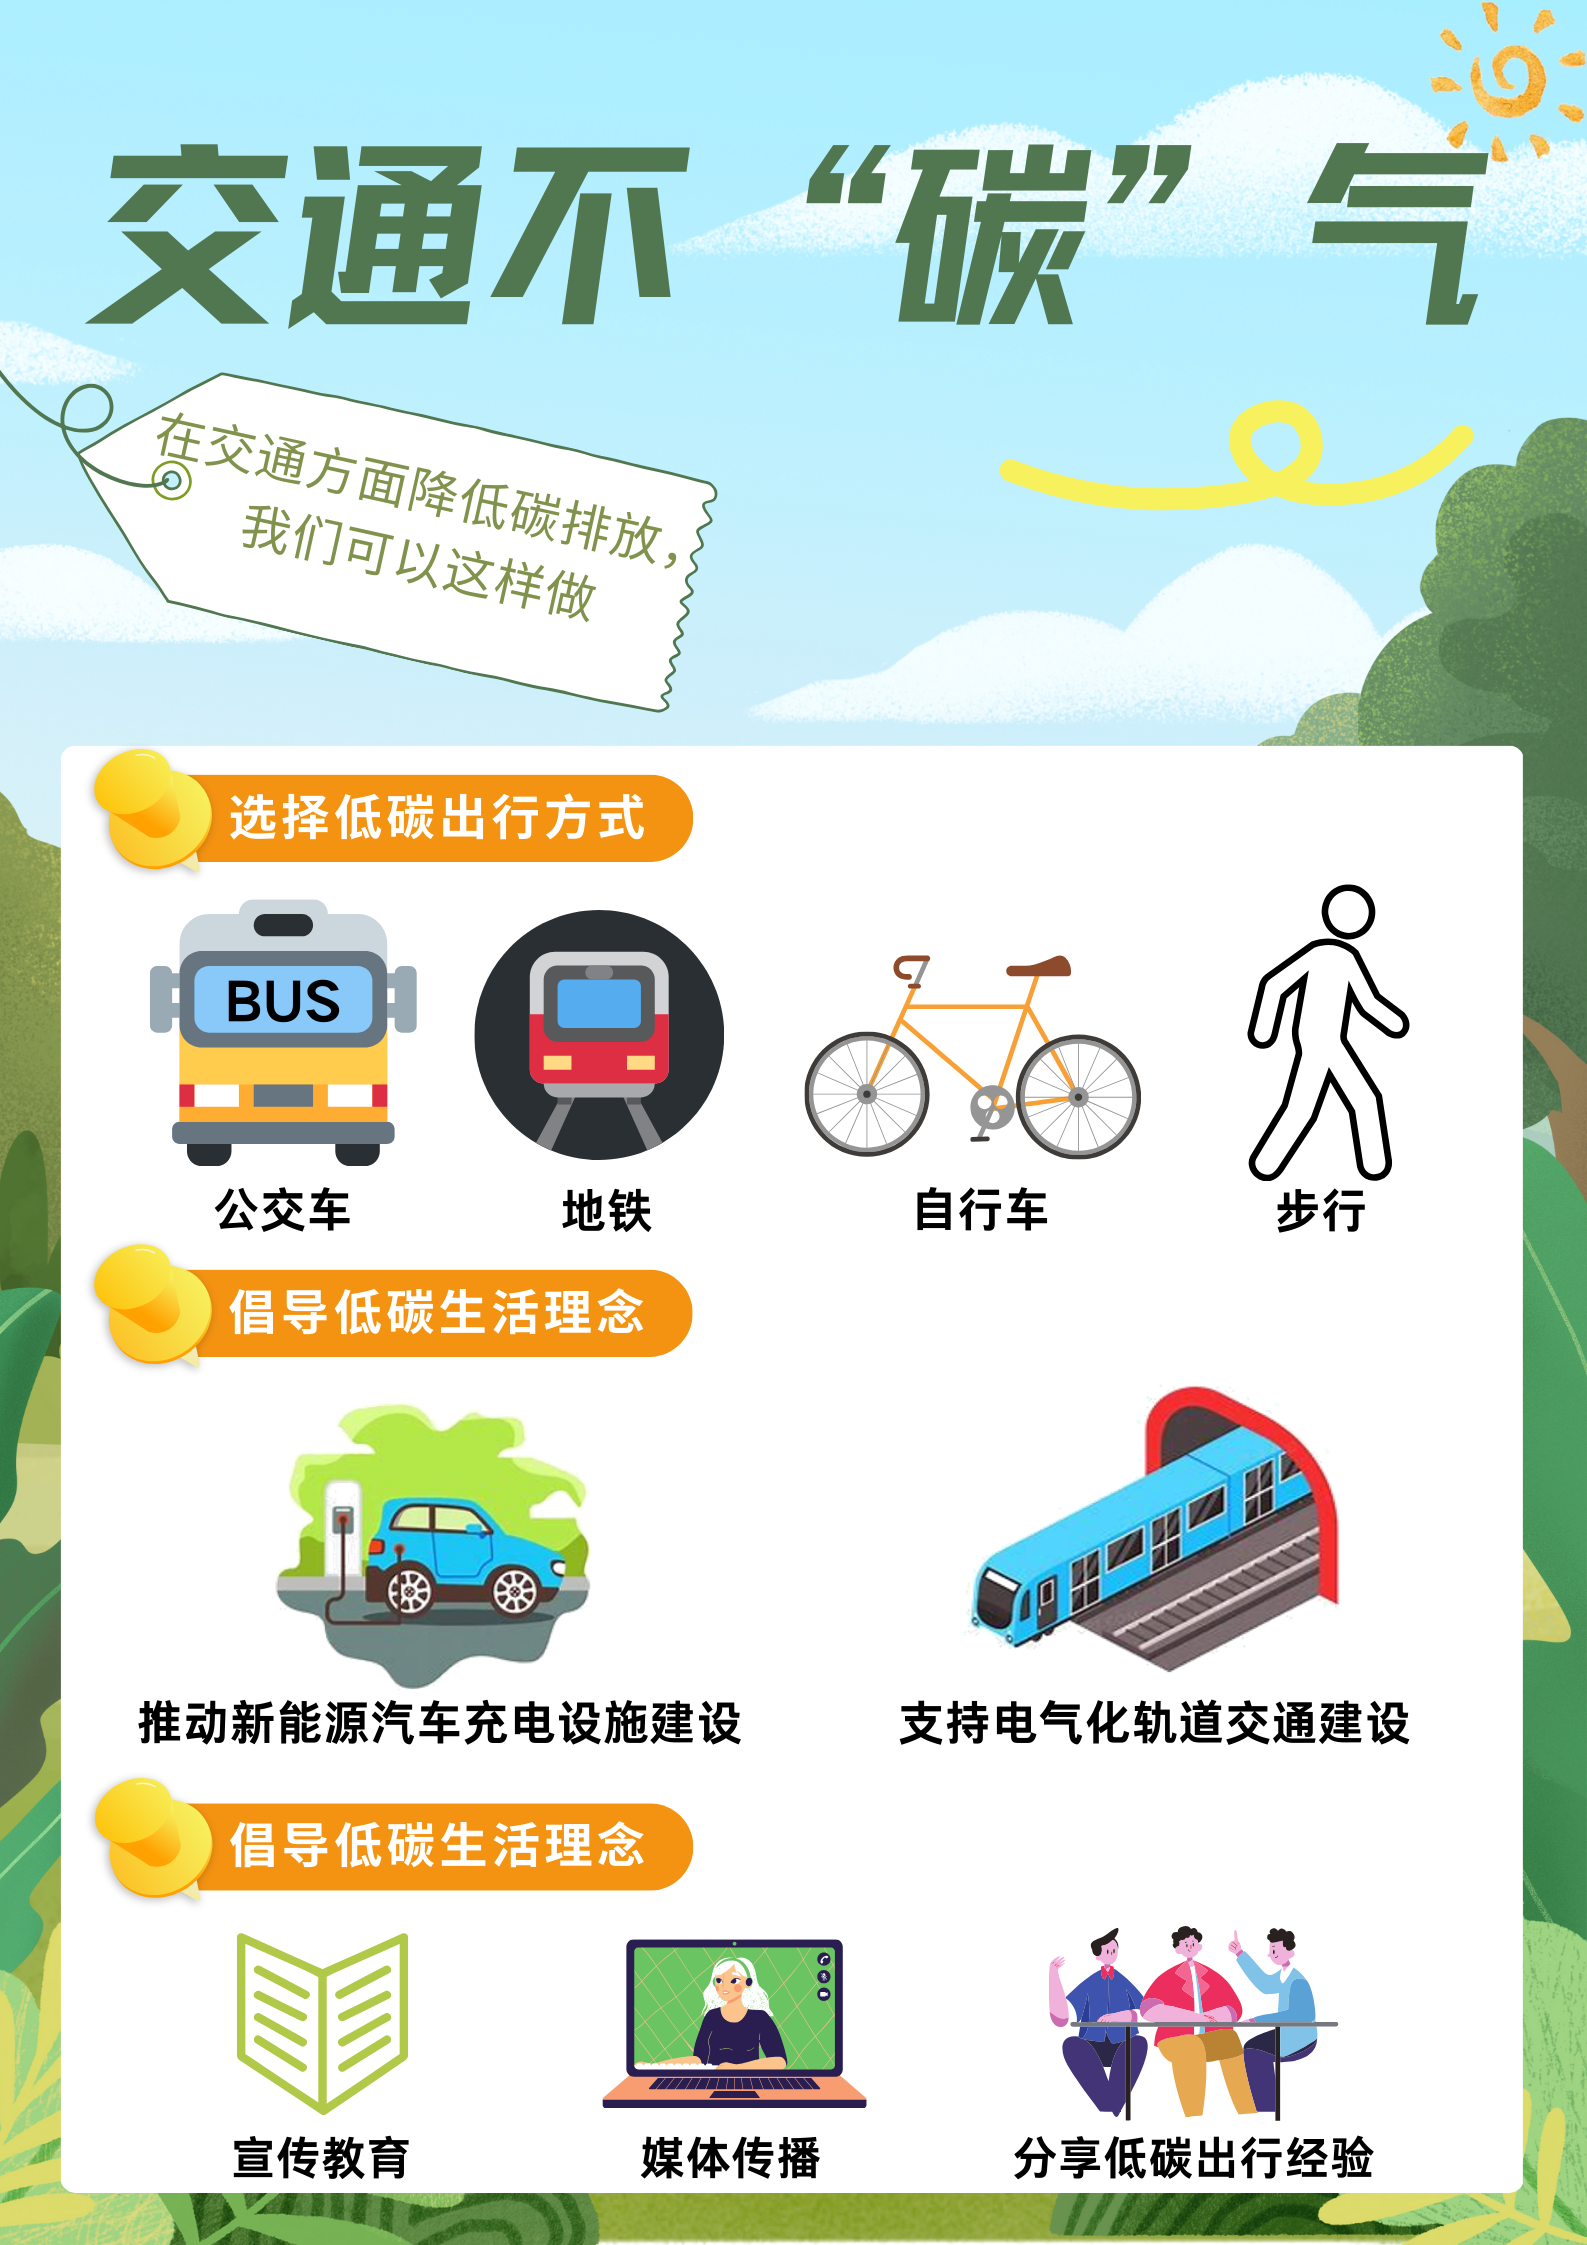 交通不“碳”气
在交通方面降低碳排放，
我们可以这样做
选择低碳出行方式
BUS
公交车
地铁
自行车
步行
倡导低碳生活理念
推动新能源汽车充电设施建设
支持电气化轨道交通建设
倡导低碳生活理念
宣传教育
媒体传播
分享低碳出行经验